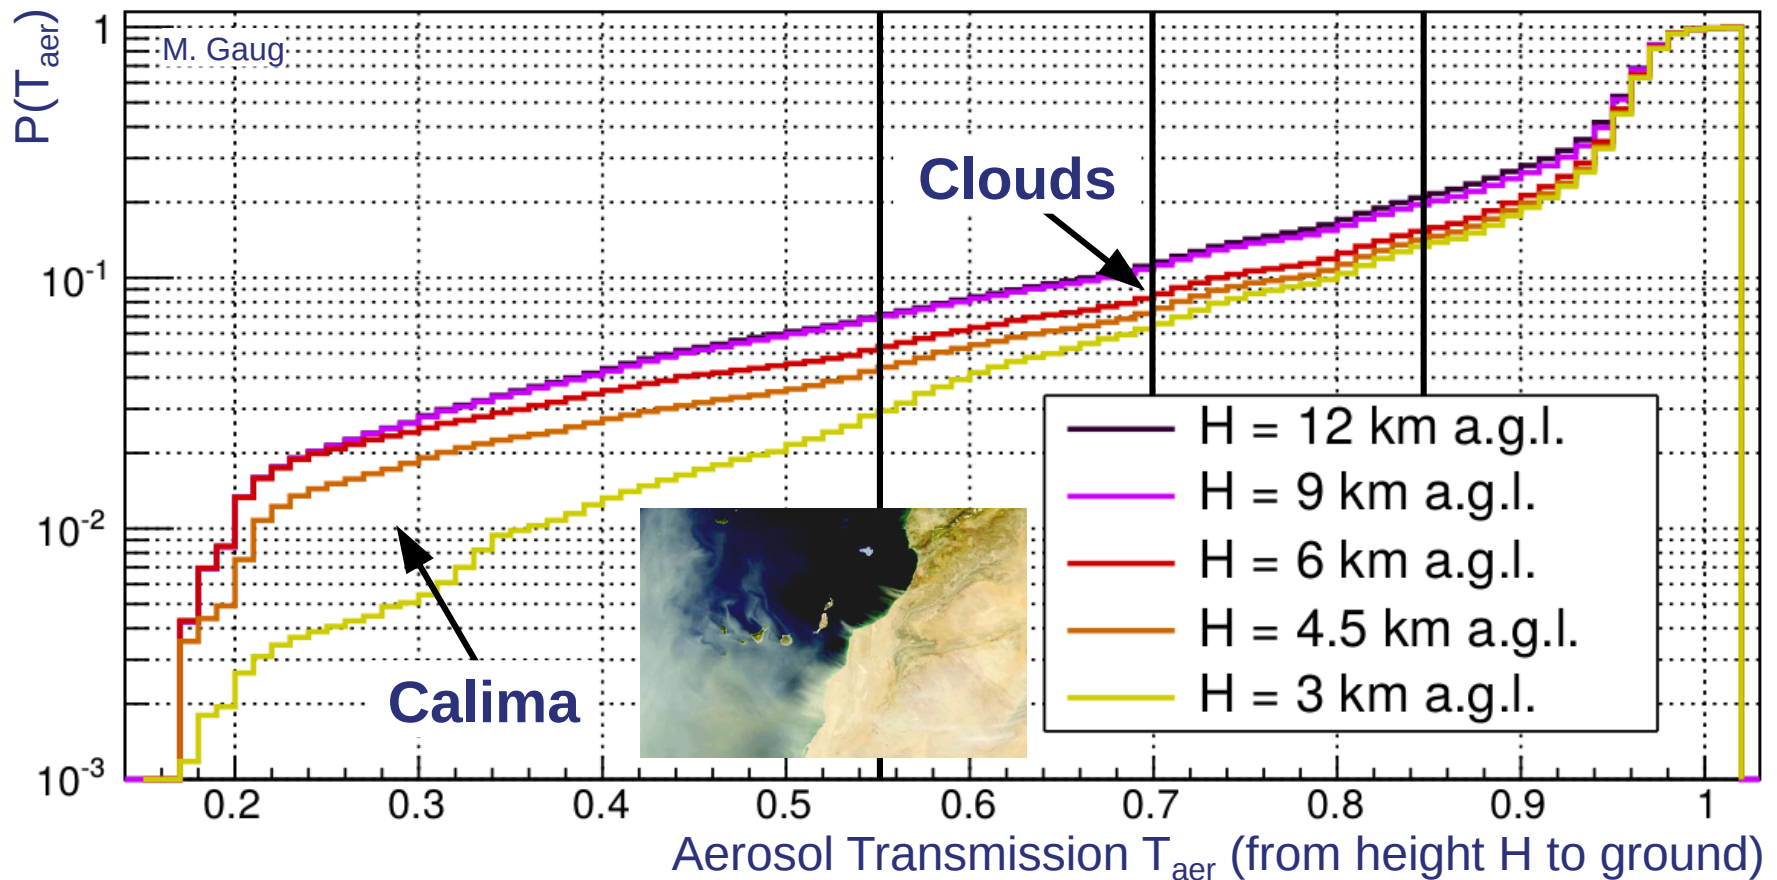 P(T_aer)
M. Gaug
1
10^-1
10^-2
10^-3
Clouds
Calima
H = 12 km a.g.l.
H = 9 km a.g.l.
H = 6 km a.g.l.
H = 4.5 km a.g.l.
H = 3 km a.g.l.
0.2 0.3 0.4 0.5 0.6 0.7 0.8 0.9 1
Aerosol Transmission T_aer (from height H to ground)